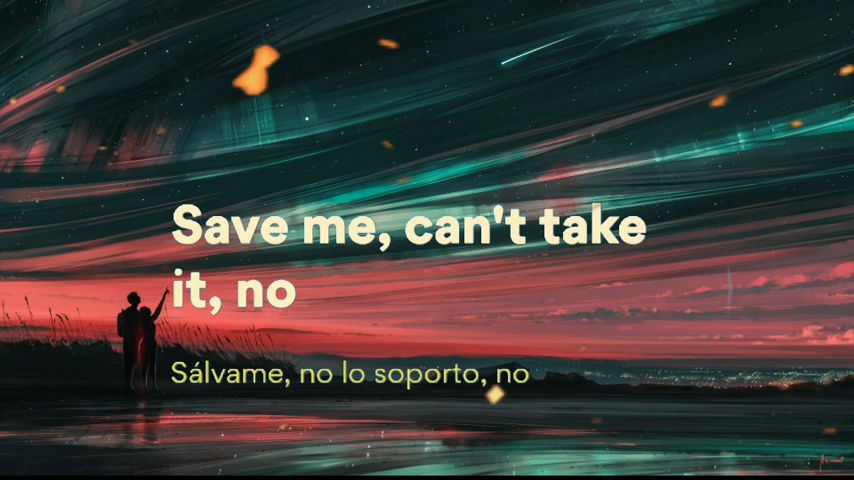 Save me, can't take
it, no
Sálvame, no lo soporto, no